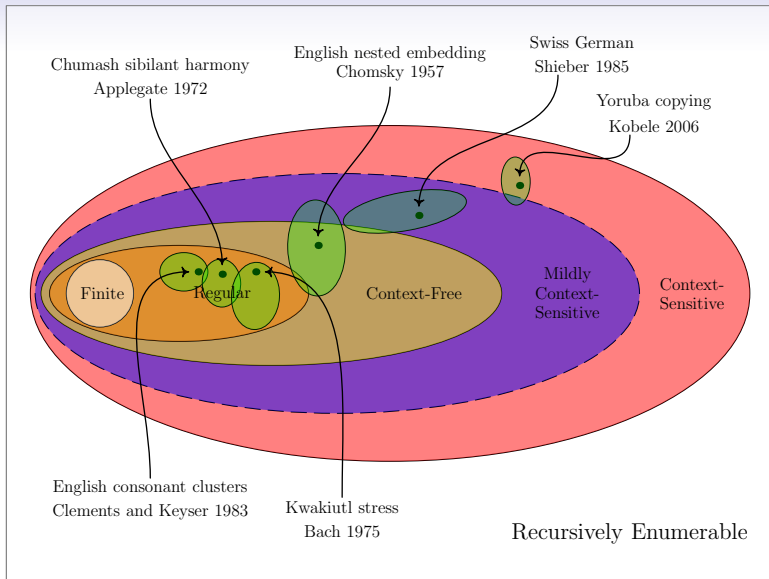 Swiss German
Shieber 1985
English nested embedding
Chomsky 1957
Chumash sibilant harmony
Applegate 1972
Yoruba copying
Kobele 2006
Finite
Regular
Context-Free
Mildly
Context-
Sensitive
Context-
Sensitive
English consonant clusters
Clements and Keyser 1983
Kwakiutl stress
Bach 1975
Recursively Enumerable